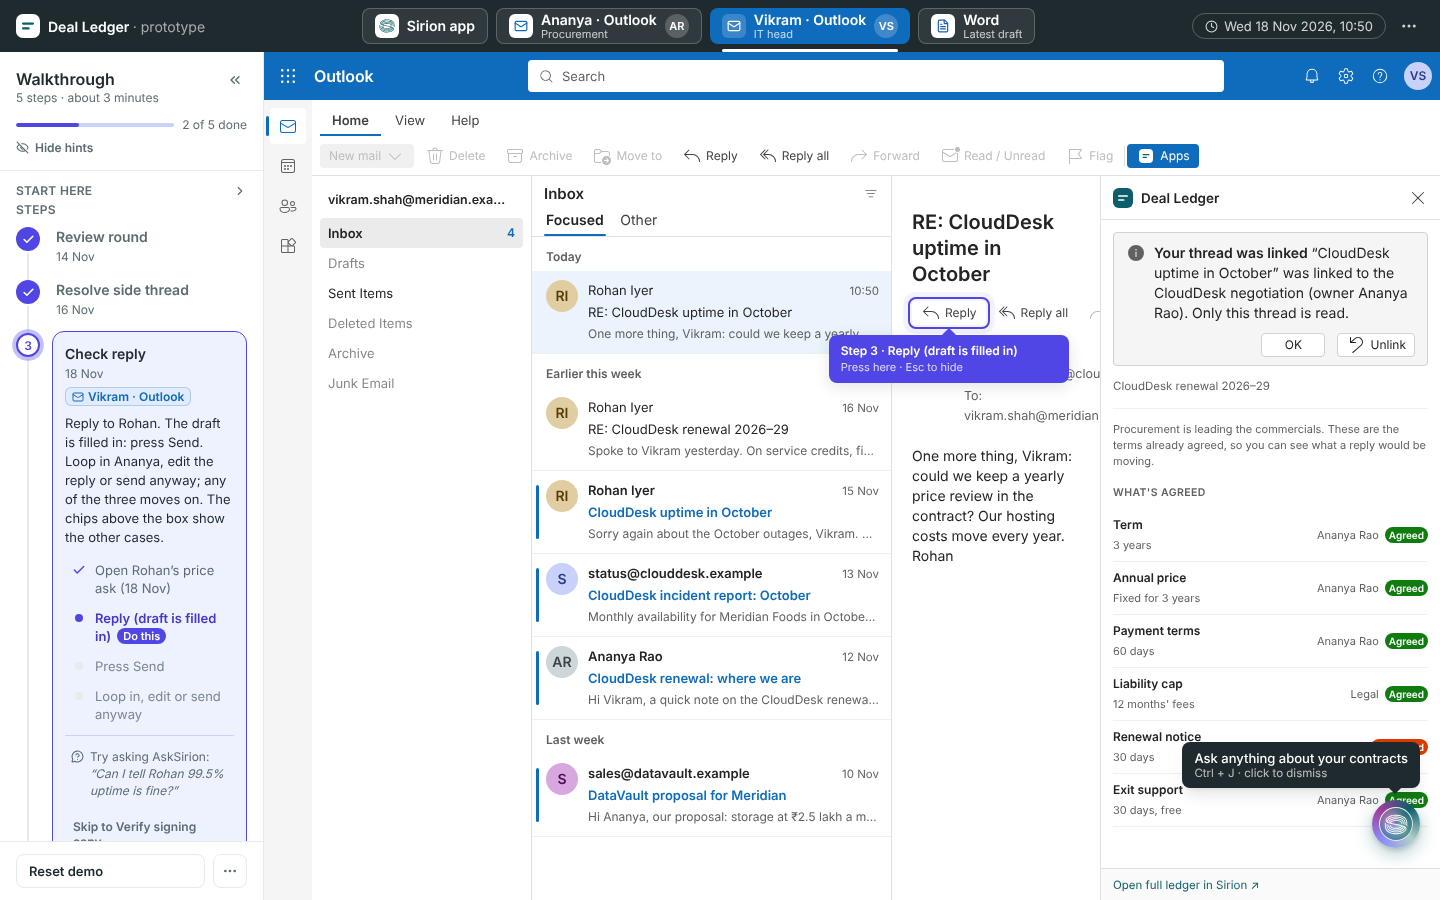 Deal Ledger · prototype
Sirion app
Ananya · Outlook
Procurement
AR
Vikram · Outlook
IT head
VS
Word
Latest draft
Wed 18 Nov 2026, 10:50
Walkthrough
5 steps · about 3 minutes
2 of 5 done
Hide hints
START HERE
STEPS
Review round
14 Nov
Resolve side thread
16 Nov
3
Check reply
18 Nov
Vikram · Outlook
Reply to Rohan. The draft
is filled in: press Send.
Loop in Ananya, edit the
reply or send anyway; any
of the three moves on. The
chips above the box show
the other cases.
Open Rohan's price
ask (18 Nov)
Reply (draft is filled
in) Do this
Press Send
Loop in, edit or send
anyway
Try asking AskSirion:
“Can I tell Rohan 99.5%
uptime is fine?”
Skip to Verify signing
Reset demo
Outlook
Search
VS
Home
View
Help
New mail
Delete
Archive
Move to
Reply
Reply all
Forward
Read / Unread
Flag
Apps
vikram.shah@meridian.exa...
Inbox 4
Drafts
Sent Items
Deleted Items
Archive
Junk Email
Inbox
Focused
Other
Today
RI
Rohan Iyer 10:50
RE: CloudDesk uptime in October
One more thing, Vikram: could we keep a yearly
Earlier this week
RI
Rohan Iyer 16 Nov
RE: CloudDesk renewal 2026–29
Spoke to Vikram yesterday. On service credits, fi...
RI
Rohan Iyer 15 Nov
CloudDesk uptime in October
Sorry again about the October outages, Vikram. ...
S
status@clouddesk.example 13 Nov
CloudDesk incident report: October
Monthly availability for Meridian Foods in Octobe...
AR
Ananya Rao 12 Nov
CloudDesk renewal: where we are
Hi Vikram, a quick note on the CloudDesk renewa...
Last week
S
sales@datavault.example 10 Nov
DataVault proposal for Meridian
Hi Ananya, our proposal: storage at ₹2.5 lakh a m...
RE: CloudDesk
uptime in
October
Reply
Reply all
Step 3 · Reply (draft is filled in)
Press here · Esc to hide
@clou
To:
vikram.shah@meridian
One more thing, Vikram:
could we keep a yearly
price review in the
contract? Our hosting
costs move every year.
Rohan
Deal Ledger
Your thread was linked “CloudDesk
uptime in October” was linked to the
CloudDesk negotiation (owner Ananya
Rao). Only this thread is read.
OK
Unlink
CloudDesk renewal 2026–29
Procurement is leading the commercials. These are the
terms already agreed, so you can see what a reply would be
moving.
WHAT'S AGREED
Term
3 years
Ananya Rao Agreed
Annual price
Fixed for 3 years
Ananya Rao Agreed
Payment terms
60 days
Ananya Rao Agreed
Liability cap
12 months' fees
Legal Agreed
Renewal notice
30 days
Ask anything about your contracts
Ctrl + J · click to dismiss
Exit support
30 days, free
Ananya Rao Agreed
Open full ledger in Sirion ↗